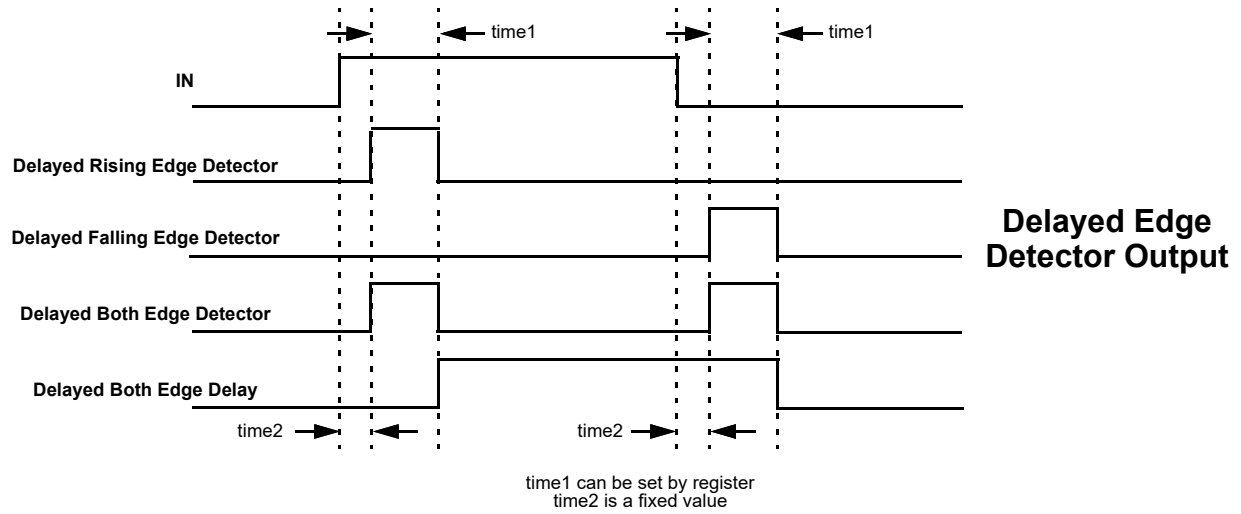 time1
time1
IN
Delayed Rising Edge Detector
Delayed Falling Edge Detector
Delayed Edge
Detector Output
Delayed Both Edge Detector
Delayed Both Edge Delay
time2
time2
time1 can be set by register
time2 is a fixed value